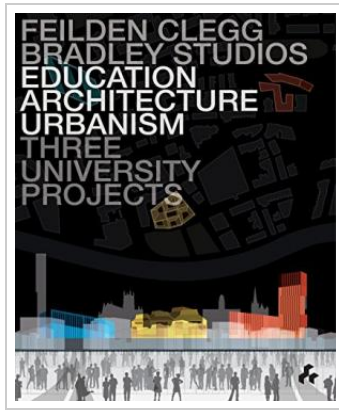 FEILDEN CLEGG
BRADLEY STUDIOS
EDUCATION
ARCHITECTURE
URBANISM
THREE
UNIVERSITY
PROJECTS